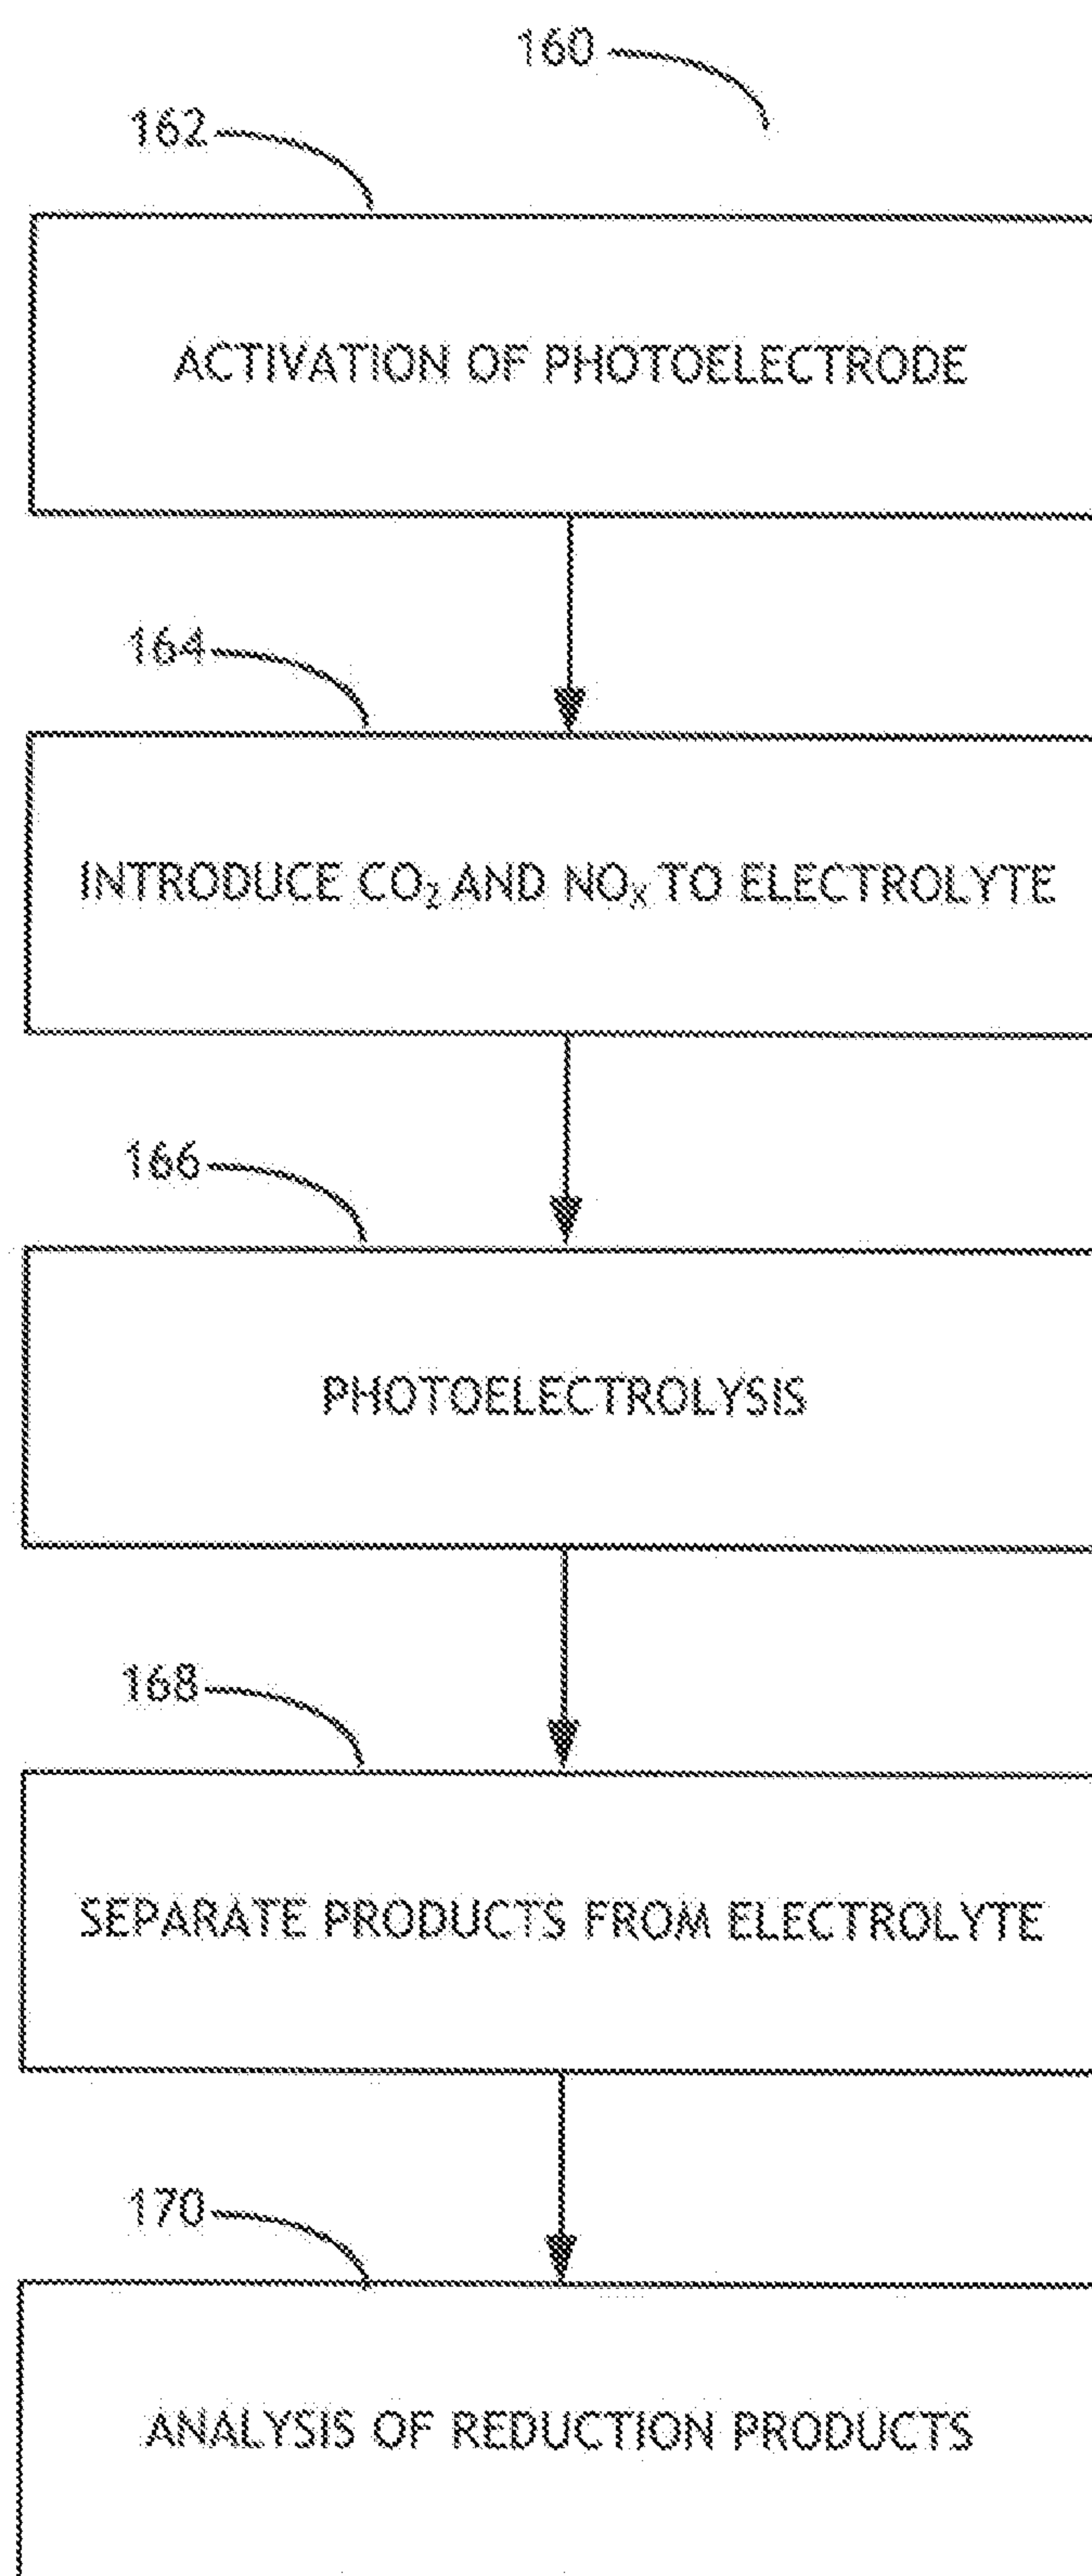 160
162
ACTIVATION OF PHOTOELECTRODE
164
INTRODUCE CO₂ AND NOₓ TO ELECTROLYTE
166
PHOTOELECTROLYSIS
168
SEPARATE PRODUCTS FROM ELECTROLYTE
170
ANALYSIS OF REDUCTION PRODUCTS